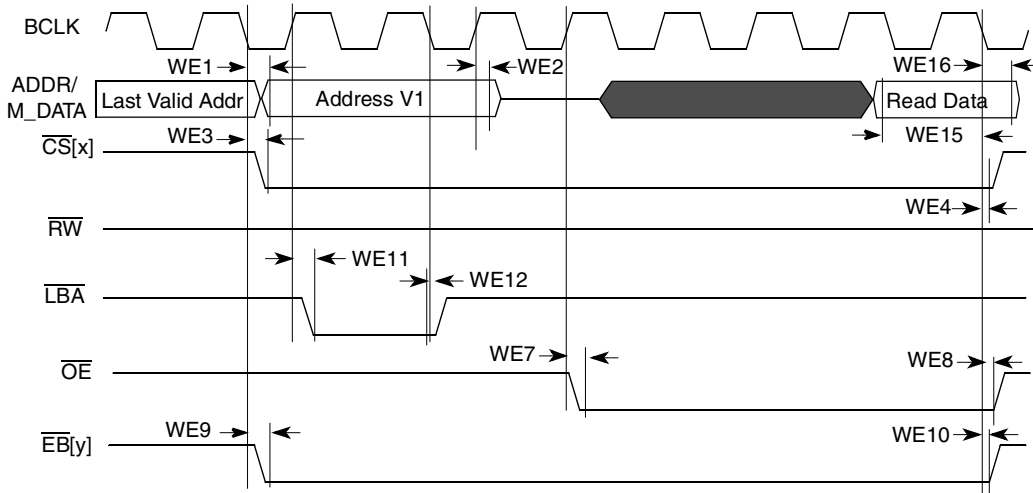 BCLK
WE1
WE2
WE16
ADDR/
M_DATA
Last Valid Addr
Address V1
Read Data
WE3
WE15
CS[x]
WE4
RW
WE11
WE12
LBA
WE7
WE8
OE
WE9
WE10
EB[y]